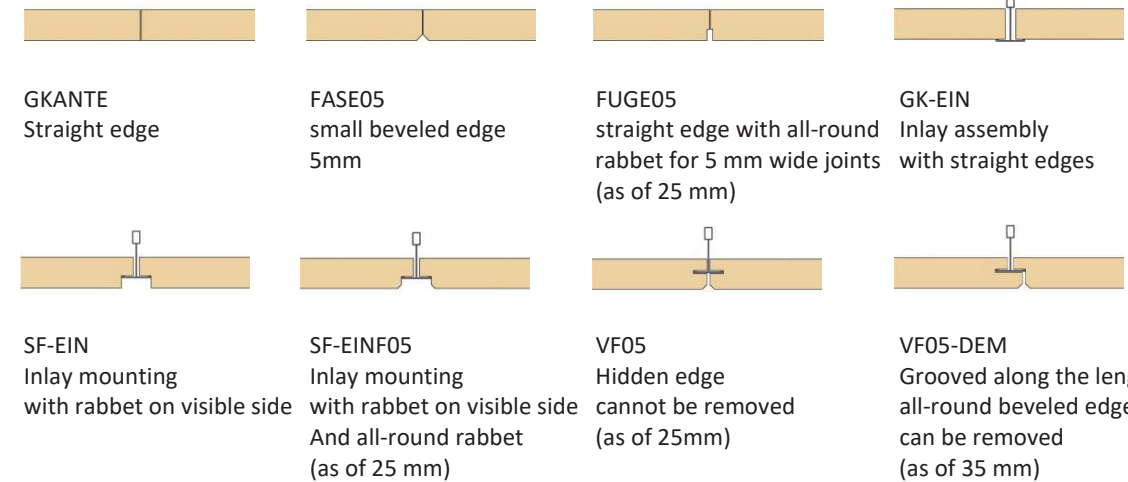 GKANTE
Straight edge
FASE05
small beveled edge
5mm
FUGE05
straight edge with all-round
rabbet for 5 mm wide joints
(as of 25 mm)
GK-EIN
Inlay assembly
with straight edges
SF-EIN
Inlay mounting
with rabbet on visible side
SF-EINF05
Inlay mounting
with rabbet on visible side
And all-round rabbet
(as of 25 mm)
VF05
Hidden edge
cannot be removed
(as of 25mm)
VF05-DEM
Grooved along the
all-round beveled
can be removed
(as of 35 mm)